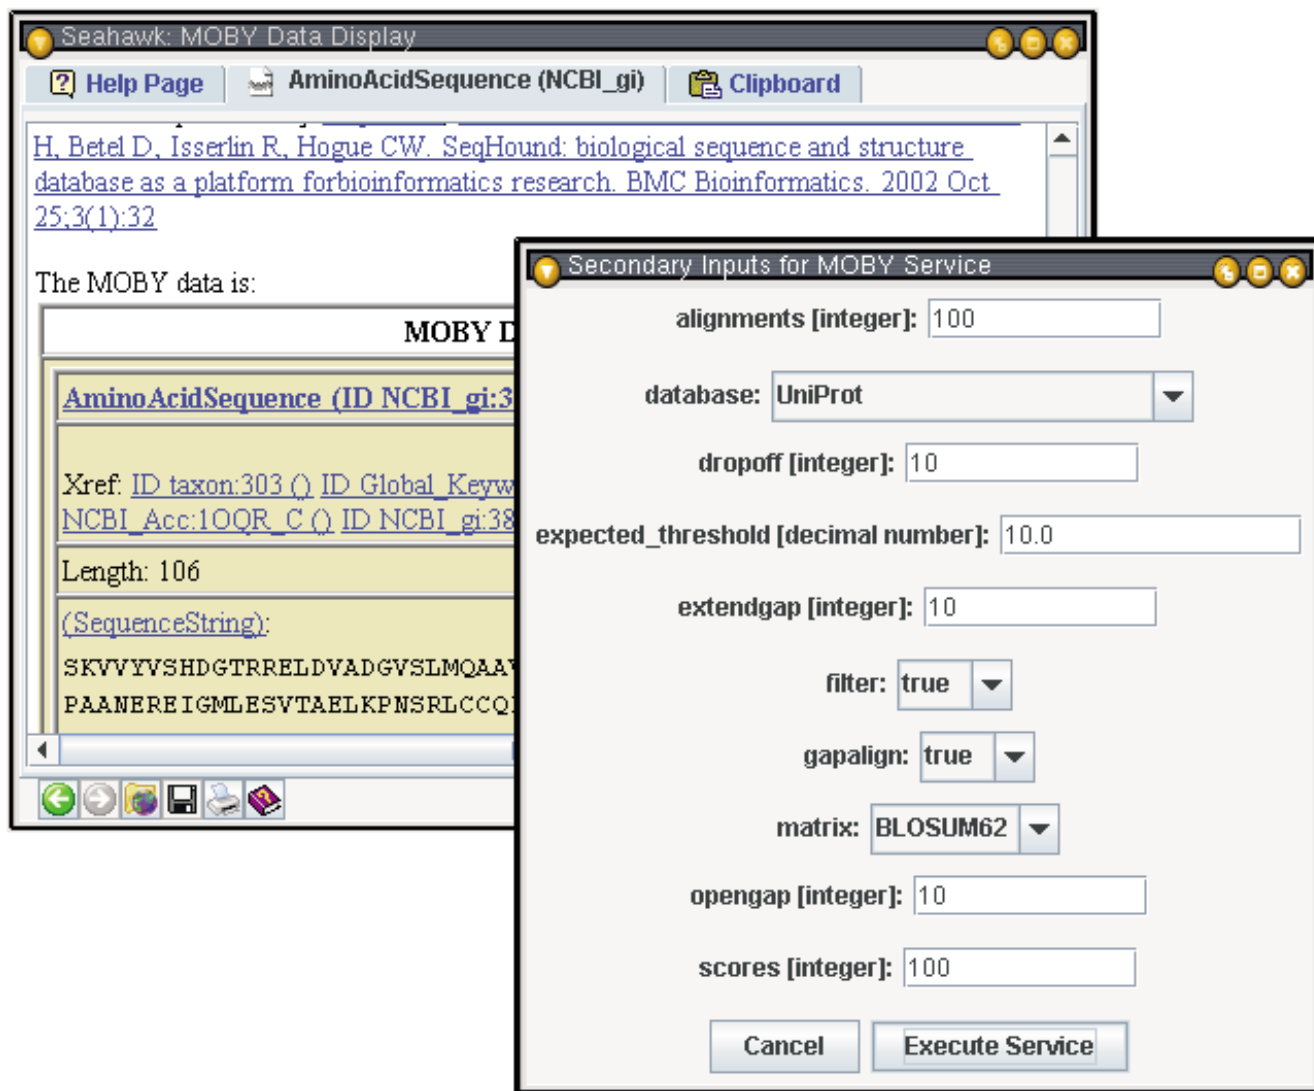 Seahawk: MOBY Data Display
Help Page
AminoAcidSequence (NCBI_gi)
Clipboard
H, Betel D, Isserlin R, Hogue CW. SeqHound: biological sequence and structure
database as a platform forbioinformatics research. BMC Bioinformatics. 2002 Oct
25;3(1):32
The MOBY data is:
MOBY D
AminoAcidSequence (ID NCBI_gi:3
Xref: ID taxon:303 () ID Global_Keyw
NCBI_Acc:1OQR_C () ID NCBI_gi:38
Length: 106
(SequenceString):
SKVVYVSHDGTRRELDVADGVSLMQAAV
PAANEREIGMLESVTAELKPNSRLCCQ
Secondary Inputs for MOBY Service
alignments [integer]: 100
database: UniProt
dropoff [integer]: 10
expected_threshold [decimal number]: 10.0
extendgap [integer]: 10
filter: true
gapalign: true
matrix: BLOSUM62
opengap [integer]: 10
scores [integer]: 100
Cancel
Execute Service